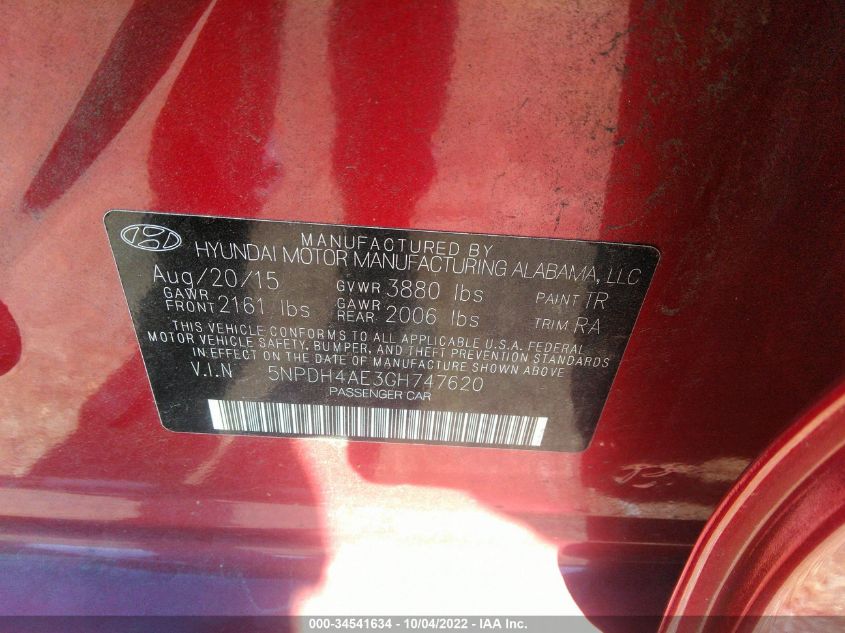 MANUFACTURED BY
HYUNDAI MOTOR MANUFACTURING ALABAMA, LLC
Aug/20/15 GVWR 3880 lbs PAINT TR
GAWR FRONT 2161 lbs GAWR REAR 2006 lbs TRIM RA
THIS VEHICLE CONFORMS TO ALL APPLICABLE U.S.A. FEDERAL
MOTOR VEHICLE SAFETY, BUMPER, AND THEFT PREVENTION STANDARDS
IN EFFECT ON THE DATE OF MANUFACTURE SHOWN ABOVE.
V.I.N 5NPDH4AE3GH747620
PASSENGER CAR
000-34541634 - 10/04/2022 - IAA Inc.